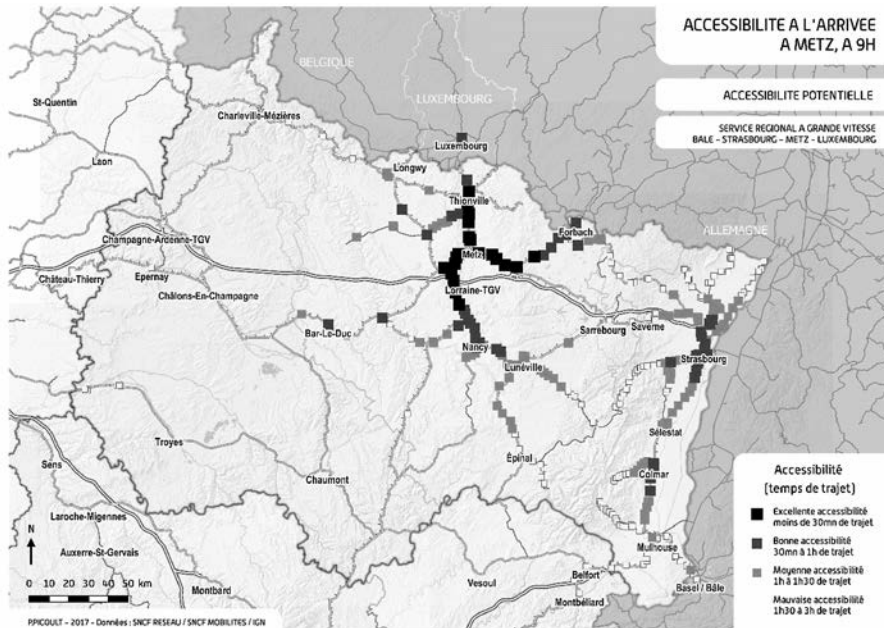 ACCESSIBILITE A L'ARRIVEE
A METZ, A 9H
ACCESSIBILITE POTENTIELLE
SERVICE REGIONAL A GRANDE VITESSE
BALE - STRASBOURG - METZ - LUXEMBOURG
BELGIQUE
LUXEMBOURG
ALLEMAGNE
St-Quentin
Charleville-Mézières
Laon
Luxembourg
Longwy
Thionville
Forbach
Champagne-Ardenne-TGV
Metz
Château-Thierry
Epernay
Châlons-En-Champagne
Lorraine-TGV
Bar-Le-Duc
Sarrebourg
Saverne
Nancy
Lunéville
Strasbourg
Sélestat
Troyes
Épinal
Sens
Chaumont
Colmar
Laroche-Migennes
Mulhouse
Auxerre-St-Gervais
Montbard
Vesoul
Belfort
Montbéliard
Basel / Bâle
N
0 10 20 30 40 50 km
Accessibilité
(temps de trajet)
Excellente accessibilité
moins de 30mn de trajet
Bonne accessibilité
30mn à 1h de trajet
Moyenne accessibilité
1h à 1h30 de trajet
Mauvaise accessibilité
1h30 à 3h de trajet
P.PICOULT - 2017 - Données : SNCF RESEAU / SNCF MOBILITES / IGN